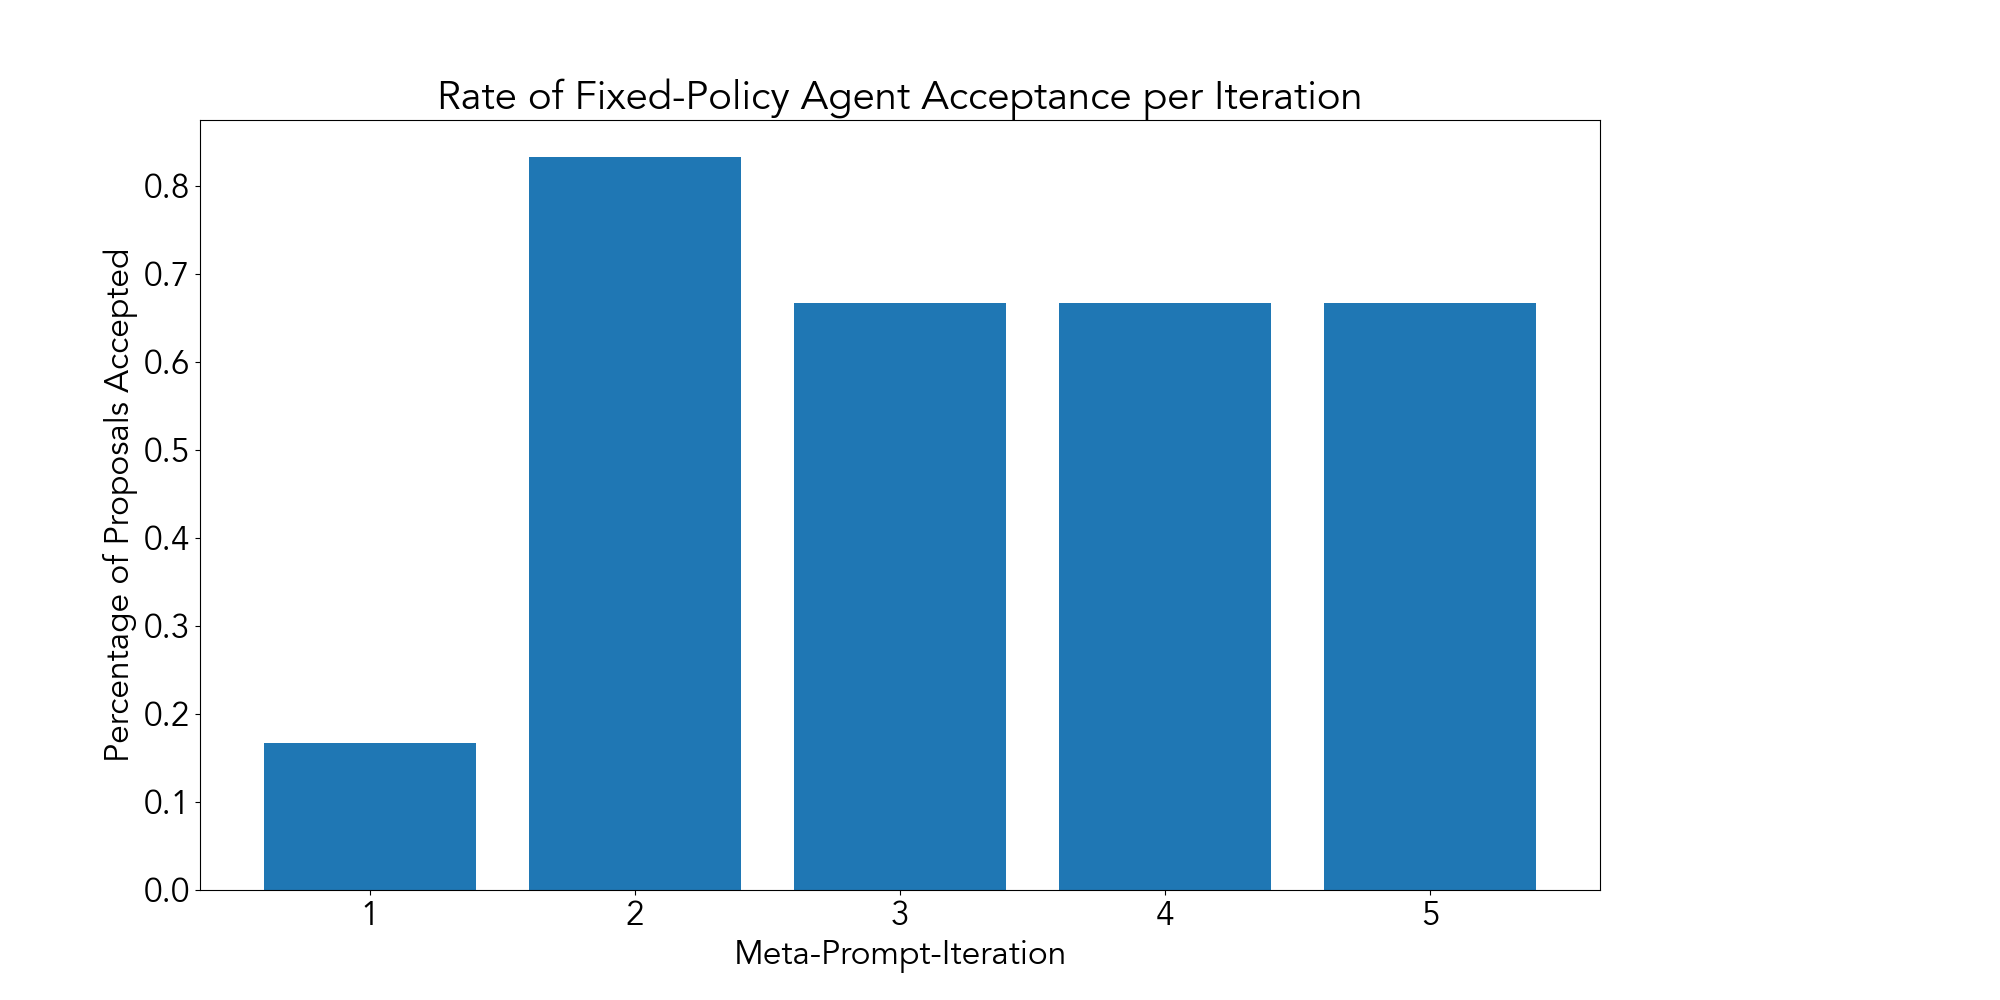 Rate of Fixed-Policy Agent Acceptance per Iteration
Percentage of Proposals Accepted
0.8
0.7
0.6
0.5
0.4
0.3
0.2
0.1
0.0
1 2 3 4 5
Meta-Prompt-Iteration